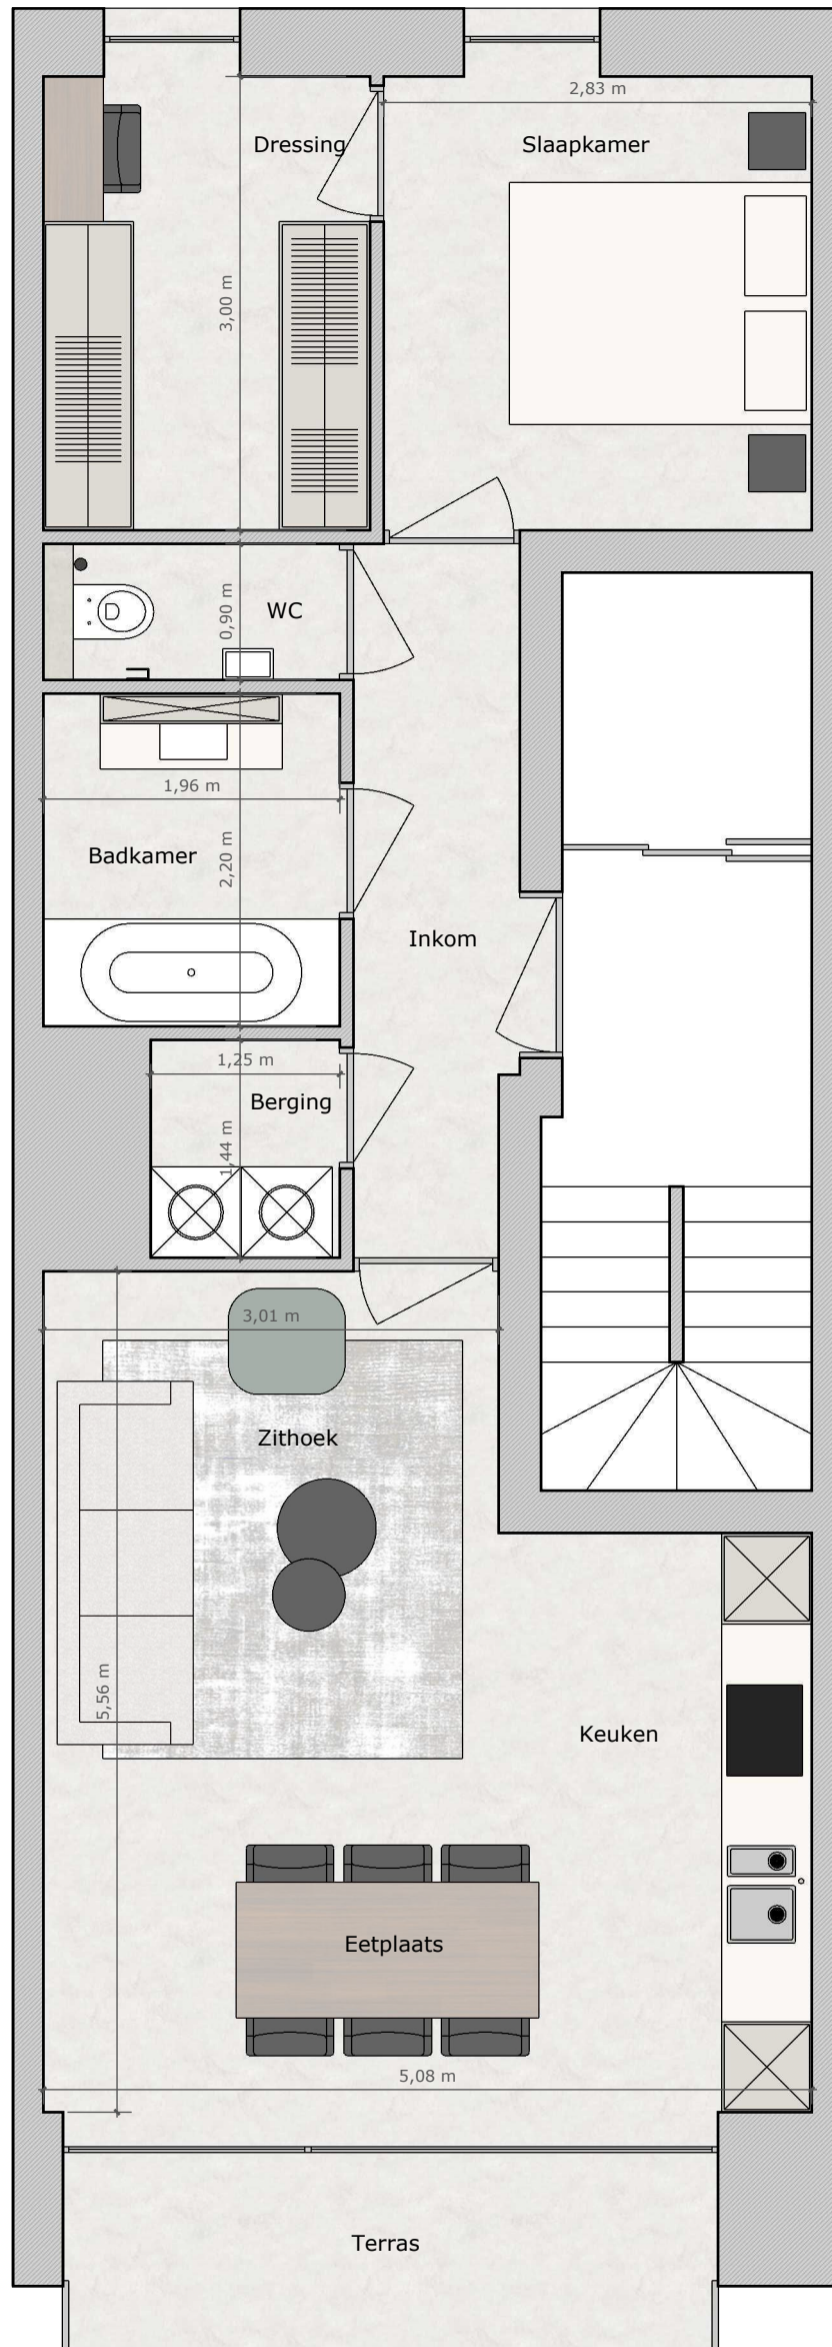 2,83 m
Dressing
Slaapkamer
3,00 m
WC
0,90 m
1,96 m
Badkamer
2,20 m
Inkom
1,25 m
Berging
1,44 m
3,01 m
Zithoek
5,56 m
Keuken
Eetplaats
5,08 m
Terras